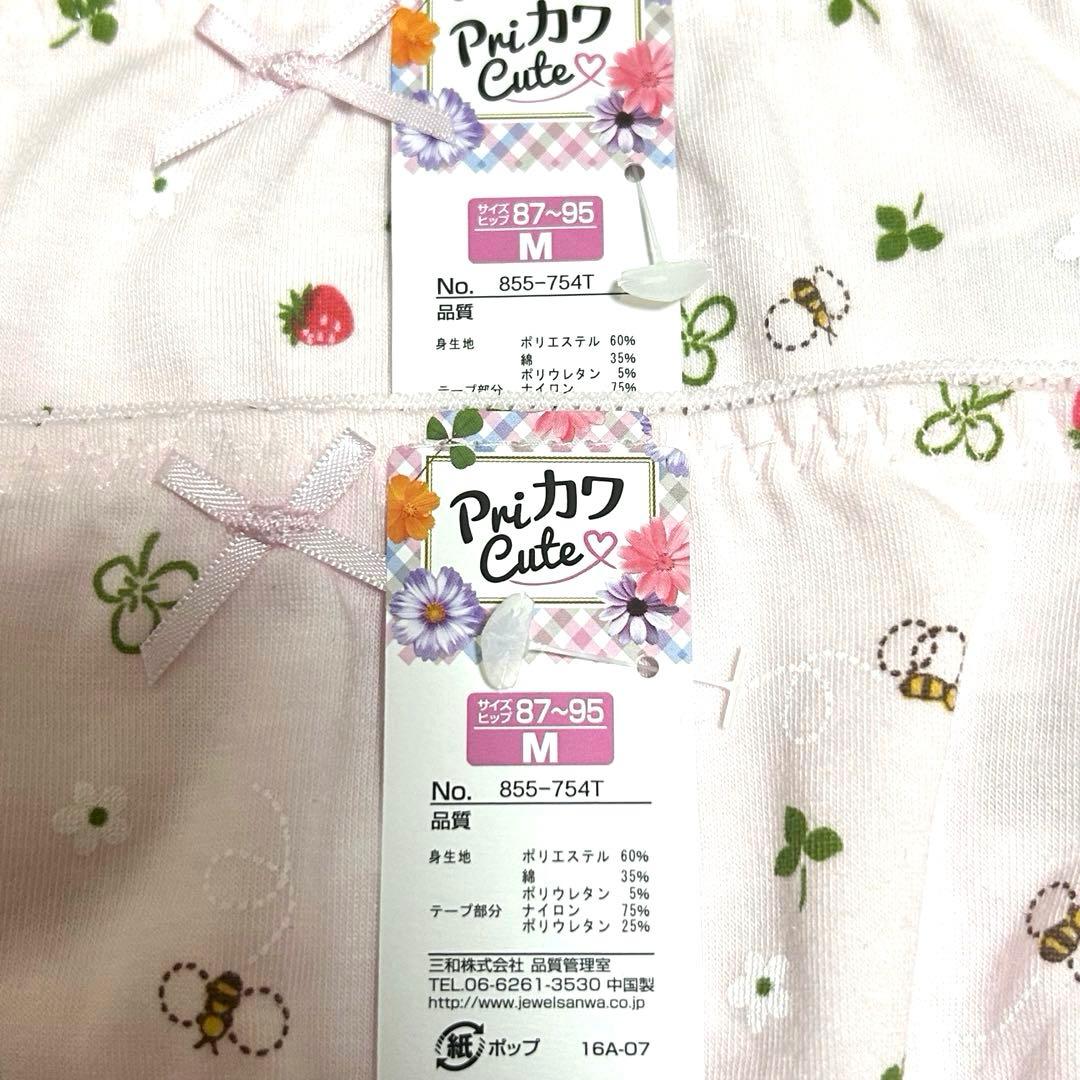 Priカワ
Cute
サイズ
ヒップ 87〜95
M
No. 855-754T
品質
身生地 ポリエステル 60%
綿 35%
ポリウレタン 5%
テープ部分 ナイロン 75%
Priカワ
Cute
サイズ
ヒップ 87〜95
M
No. 855-754T
品質
身生地 ポリエステル 60%
綿 35%
ポリウレタン 5%
テープ部分 ナイロン 75%
ポリウレタン 25%
三和株式会社 品質管理室
TEL.06-6261-3530 中国製
http://www.jewelsanwa.co.jp
紙 ポップ 16A-07